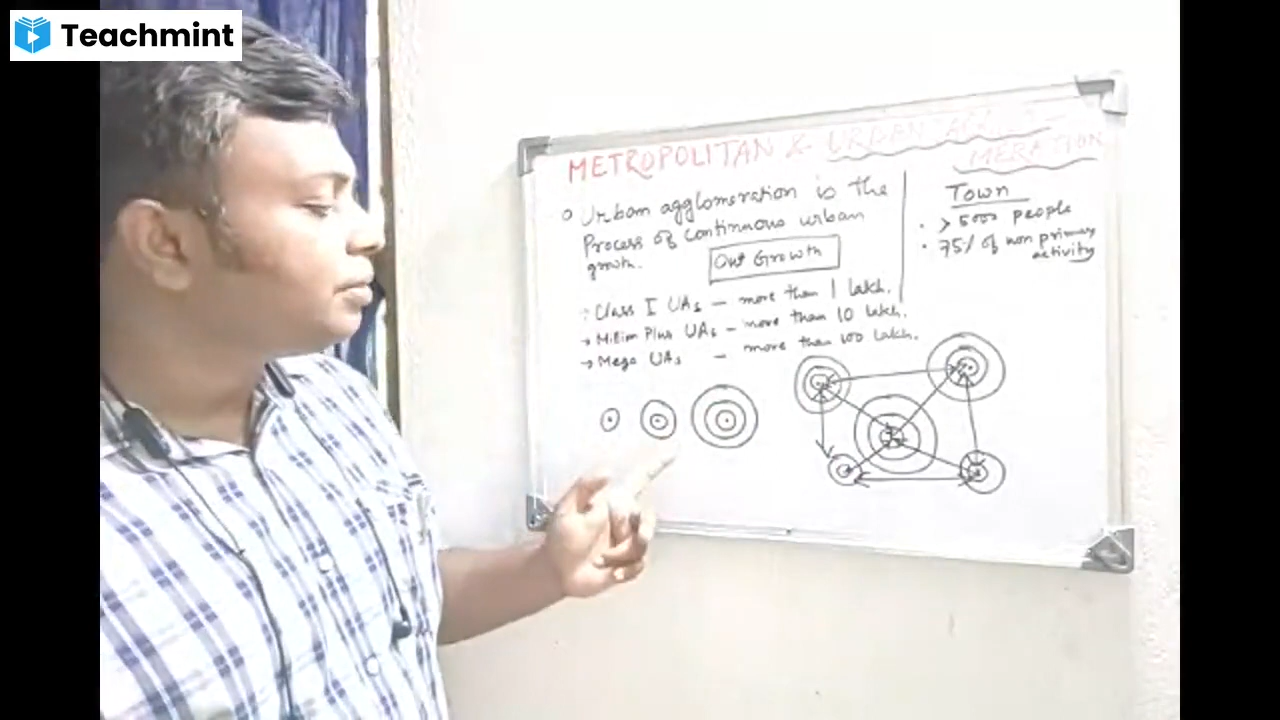 Teachmint
METROPOLITAN & URBAN AGGLO-
MERATION
• Urban agglomeration is the
Process of continuous urban
growth.
Out Growth
→ Class I UAs – more than 1 lakh.
→ Million Plus UAs – more than 10 lakh.
→ Mega UAs – more than 100 lakh.
Town
• > 5000 people
• 75% of non primary
activity